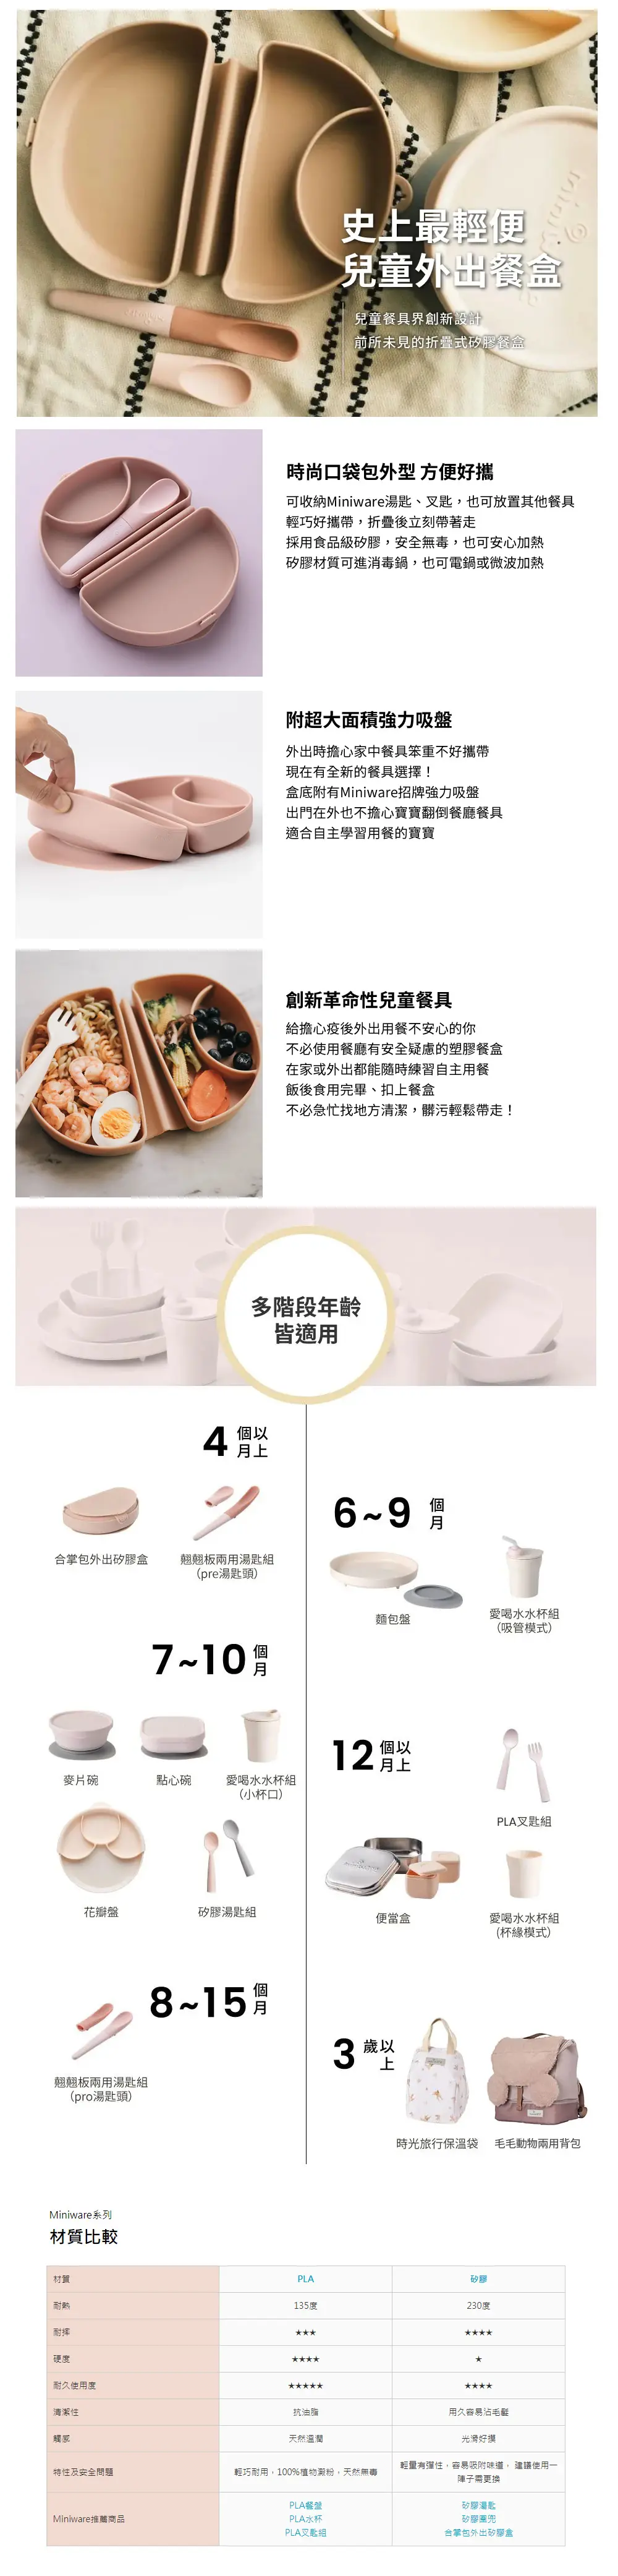 史上最輕便
兒童外出餐盒
兒童餐具界創新設計
前所未見的折疊式矽膠餐盒
時尚口袋包外型 方便好攜
可收納Miniware湯匙、叉匙，也可放置其他餐具
輕巧好攜帶，折疊後立刻帶著走
採用食品級矽膠，安全無毒，也可安心加熱
矽膠材質可進消毒鍋，也可電鍋或微波加熱
附超大面積強力吸盤
外出時擔心家中餐具笨重不好攜帶
現在有全新的餐具選擇！
盒底附有Miniware招牌強力吸盤
出門在外也不擔心寶寶翻倒餐廳餐具
適合自主學習用餐的寶寶
創新革命性兒童餐具
給擔心疫後外出用餐不安心的你
不必使用餐廳有安全疑慮的塑膠餐盒
在家或外出都能隨時練習自主用餐
飯後食用完畢、扣上餐盒
不必急忙找地方清潔，髒污輕鬆帶走！
多階段年齡
皆適用
4 個月以上
合掌包外出矽膠盒
翹翹板兩用湯匙組
（pre湯匙頭）
6~9 個月
麵包盤
愛喝水水杯組
（吸管模式）
7~10 個月
麥片碗
點心碗
愛喝水水杯組
（小杯口）
花瓣盤
矽膠湯匙組
12 個月以上
PLA叉匙組
便當盒
愛喝水水杯組
(杯緣模式）
8~15 個月
翹翹板兩用湯匙組
（pro湯匙頭）
3 歲以上
時光旅行保溫袋
毛毛動物兩用背包
Miniware系列
材質比較
材質 PLA 矽膠
耐熱 135度 230度
耐摔 ★★★ ★★★★
硬度 ★★★★ ★
耐久使用度 ★★★★★ ★★★★
清潔性 抗油脂 用久容易沾毛髮
觸感 天然溫潤 光滑好摸
特性及安全問題 輕巧耐用，100%植物澱粉，天然無毒 輕量有彈性，容易吸附味道， 建議使用一陣子需更換
Miniware推薦商品
PLA餐盤
PLA水杯
PLA叉匙組
矽膠湯匙
矽膠圍兜
合掌包外出矽膠盒